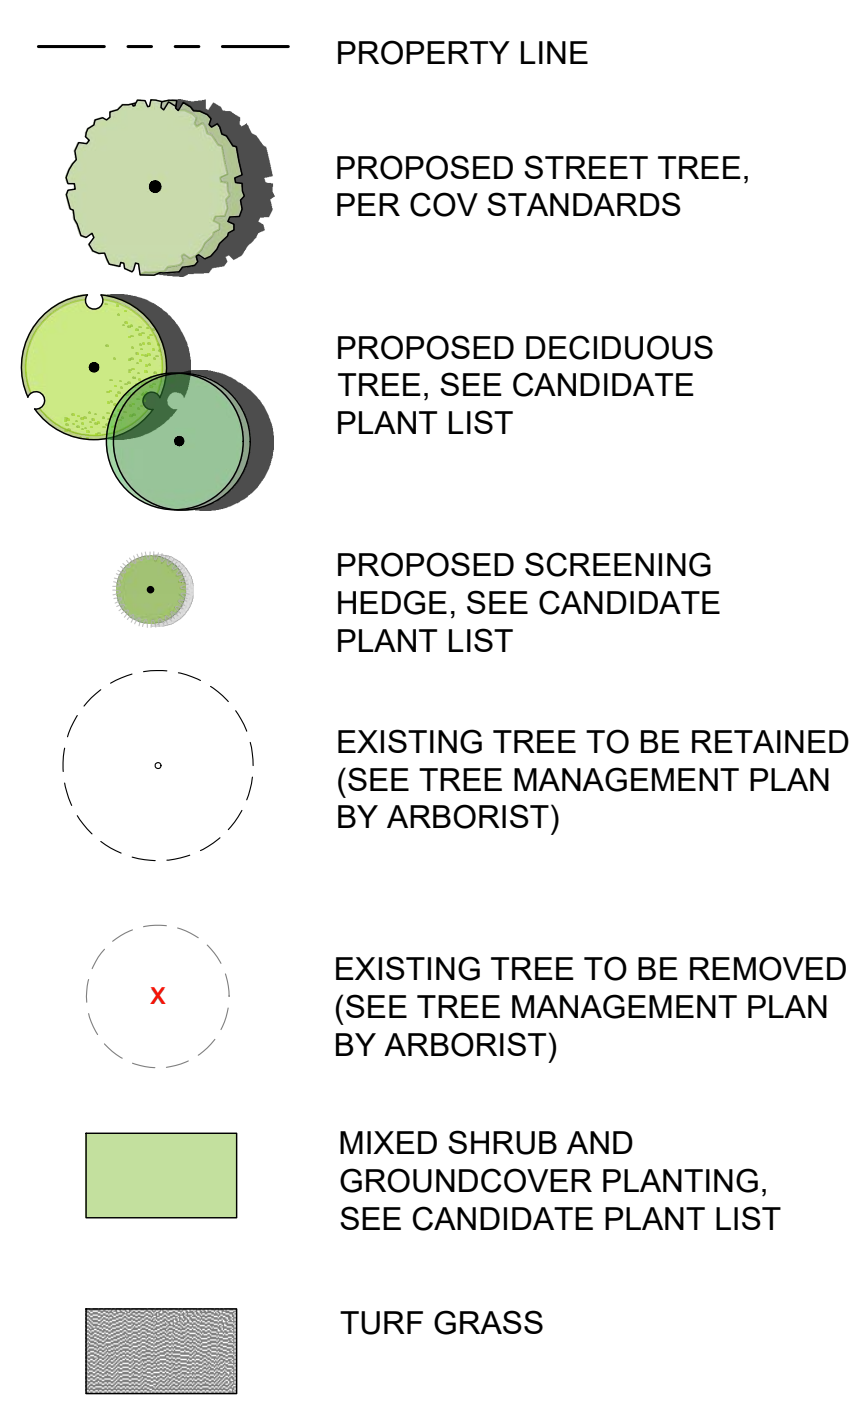 PROPERTY LINE
PROPOSED STREET TREE,
PER COV STANDARDS
PROPOSED DECIDUOUS
TREE, SEE CANDIDATE
PLANT LIST
PROPOSED SCREENING
HEDGE, SEE CANDIDATE
PLANT LIST
EXISTING TREE TO BE RETAINED
(SEE TREE MANAGEMENT PLAN
BY ARBORIST)
X
EXISTING TREE TO BE REMOVED
(SEE TREE MANAGEMENT PLAN
BY ARBORIST)
MIXED SHRUB AND
GROUNDCOVER PLANTING,
SEE CANDIDATE PLANT LIST
TURF GRASS